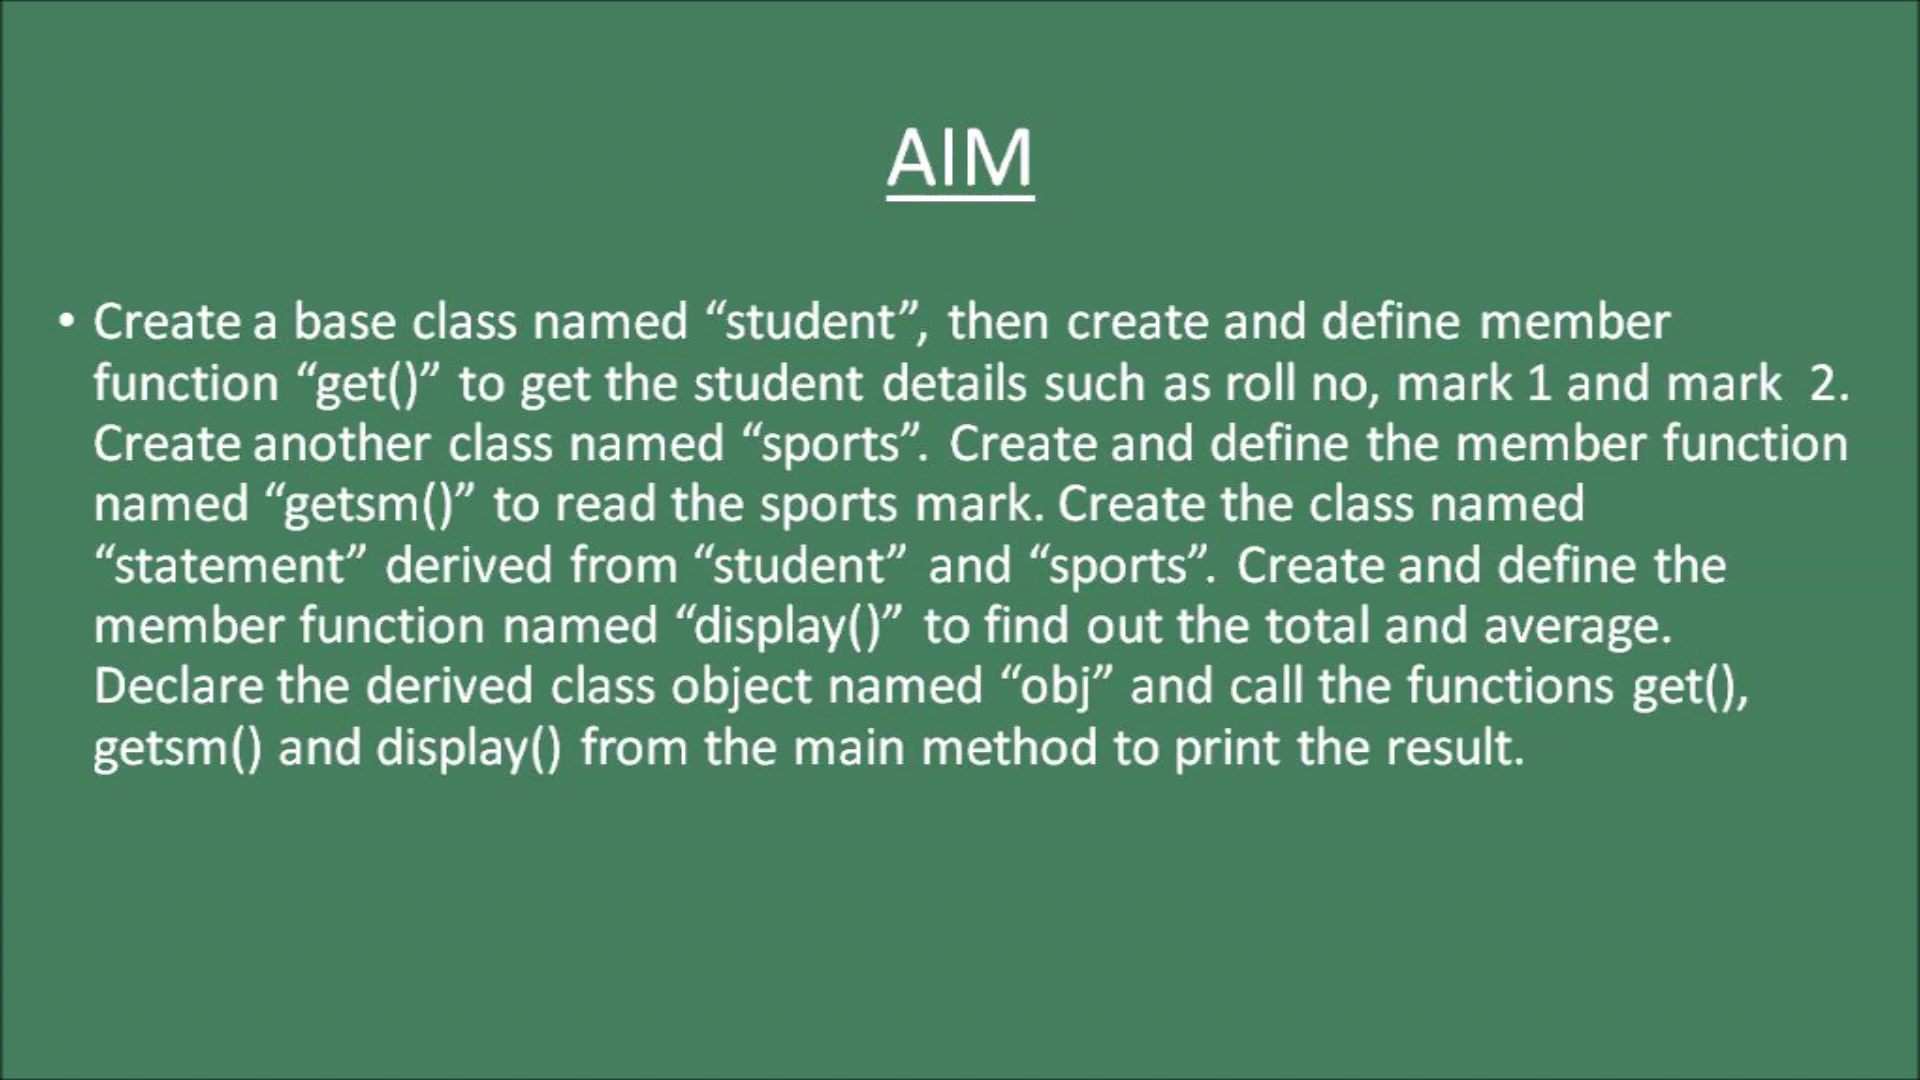 AIM
• Create a base class named “student”, then create and define member
function “get()” to get the student details such as roll no, mark 1 and mark  2.
Create another class named “sports”.  Create and define the member function
named “getsm()” to read the sports mark. Create the class named
“statement” derived from “student” and “sports”. Create and define the
member function named “display()” to find out the total and average.
Declare the derived class object named “obj” and call the functions get(),
getsm() and display() from the main method to print the result.